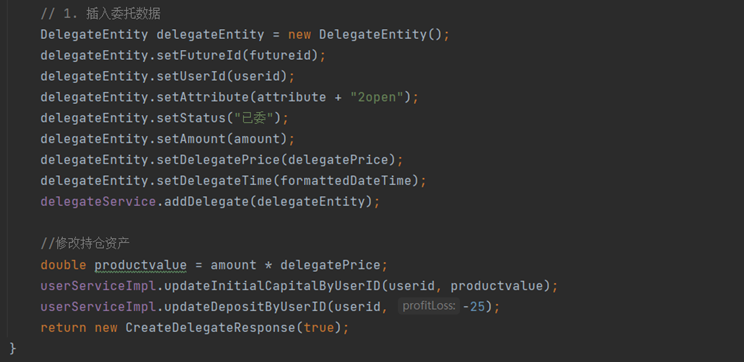 // 1. 插入委托数据
DelegateEntity delegateEntity = new DelegateEntity();
delegateEntity.setFutureId(futureid);
delegateEntity.setUserId(userid);
delegateEntity.setAttribute(attribute + "2open");
delegateEntity.setStatus("已委");
delegateEntity.setAmount(amount);
delegateEntity.setDelegatePrice(delegatePrice);
delegateEntity.setDelegateTime(formattedDateTime);
delegateService.addDelegate(delegateEntity);
//修改持仓资产
double productvalue = amount * delegatePrice;
userServiceImpl.updateInitialCapitalByUserID(userid, productvalue);
userServiceImpl.updateDepositByUserID(userid, profitLoss: -25);
return new CreateDelegateResponse(true);
}